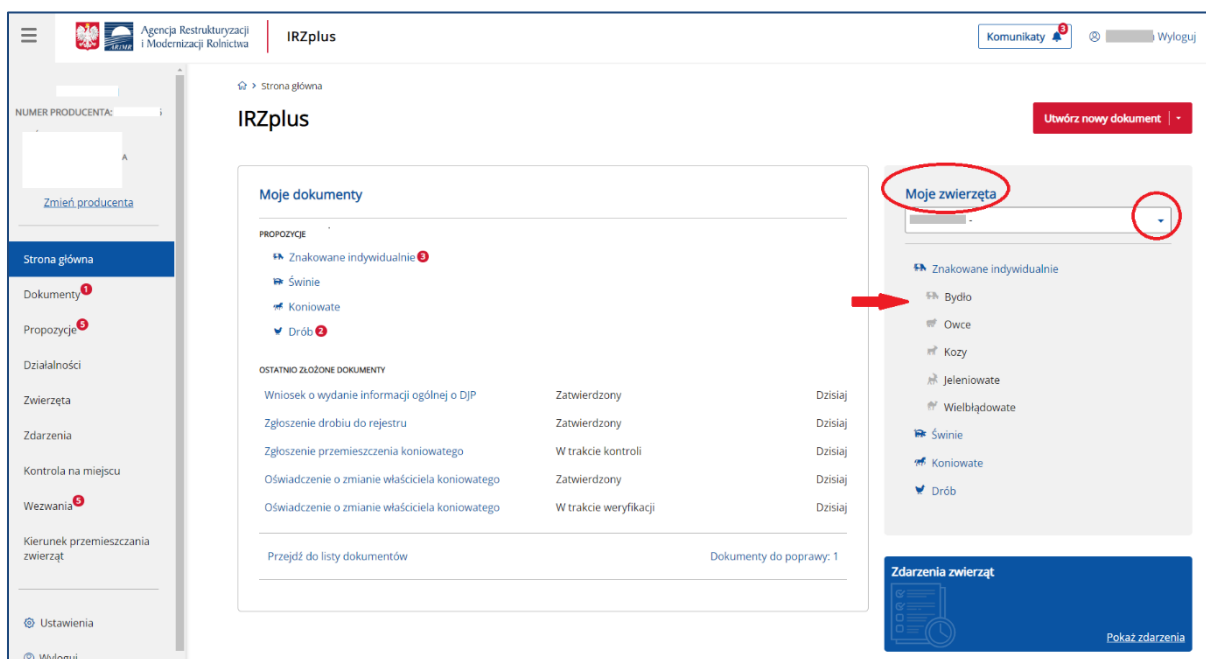 Agencja Restrukturyzacji
i Modernizacji Rolnictwa
ARiMR
IRZplus
Komunikaty 3
Wyloguj
NUMER PRODUCENTA:
A
Zmień producenta
Strona główna
Dokumenty 1
Propozycje 5
Działalności
Zwierzęta
Zdarzenia
Kontrola na miejscu
Wezwania 5
Kierunek przemieszczania
zwierząt
Ustawienia
Wyloguj
> Strona główna
IRZplus
Utwórz nowy dokument
Moje dokumenty
PROPOZYCJE
Znakowane indywidualnie 3
Świnie
Koniowate
Drób 2
OSTATNIO ZŁOŻONE DOKUMENTY
Wniosek o wydanie informacji ogólnej o DJP Zatwierdzony Dzisiaj
Zgłoszenie drobiu do rejestru Zatwierdzony Dzisiaj
Zgłoszenie przemieszczenia koniowatego W trakcie kontroli Dzisiaj
Oświadczenie o zmianie właściciela koniowatego Zatwierdzony Dzisiaj
Oświadczenie o zmianie właściciela koniowatego W trakcie weryfikacji Dzisiaj
Przejdź do listy dokumentów Dokumenty do poprawy: 1
Moje zwierzęta
-
Znakowane indywidualnie
Bydło
Owce
Kozy
Jeleniowate
Wielbłądowate
Świnie
Koniowate
Drób
Zdarzenia zwierząt
Pokaż zdarzenia